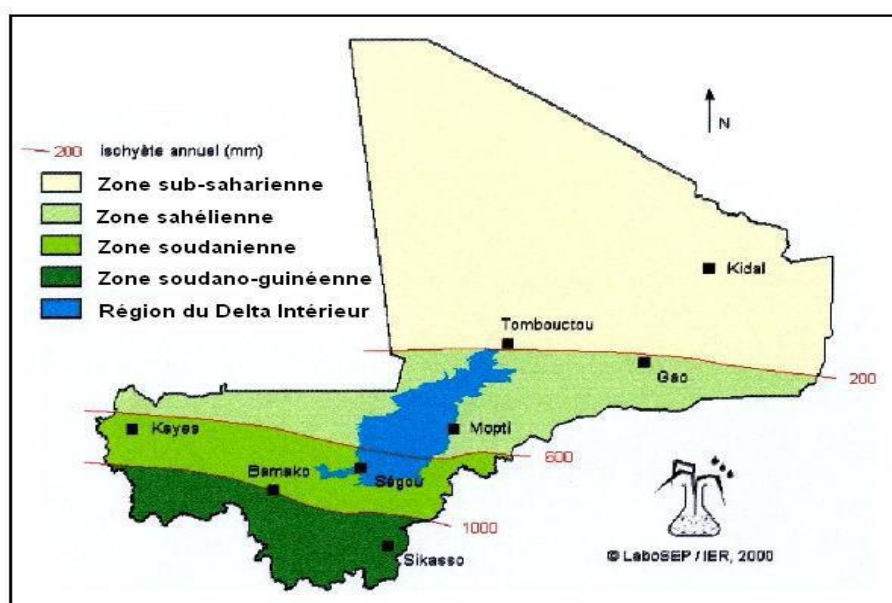 N
200 Isohyète annuel (mm)
Zone sub-saharienne
Zone sahélienne
Zone soudanienne
Zone soudano-guinéenne
Région du Delta Intérieur
Kidal
Tombouctou
Gao
200
Kayes
Mopti
600
Bamako
Ségou
1000
Sikasso
© LaboSEP / IER, 2000